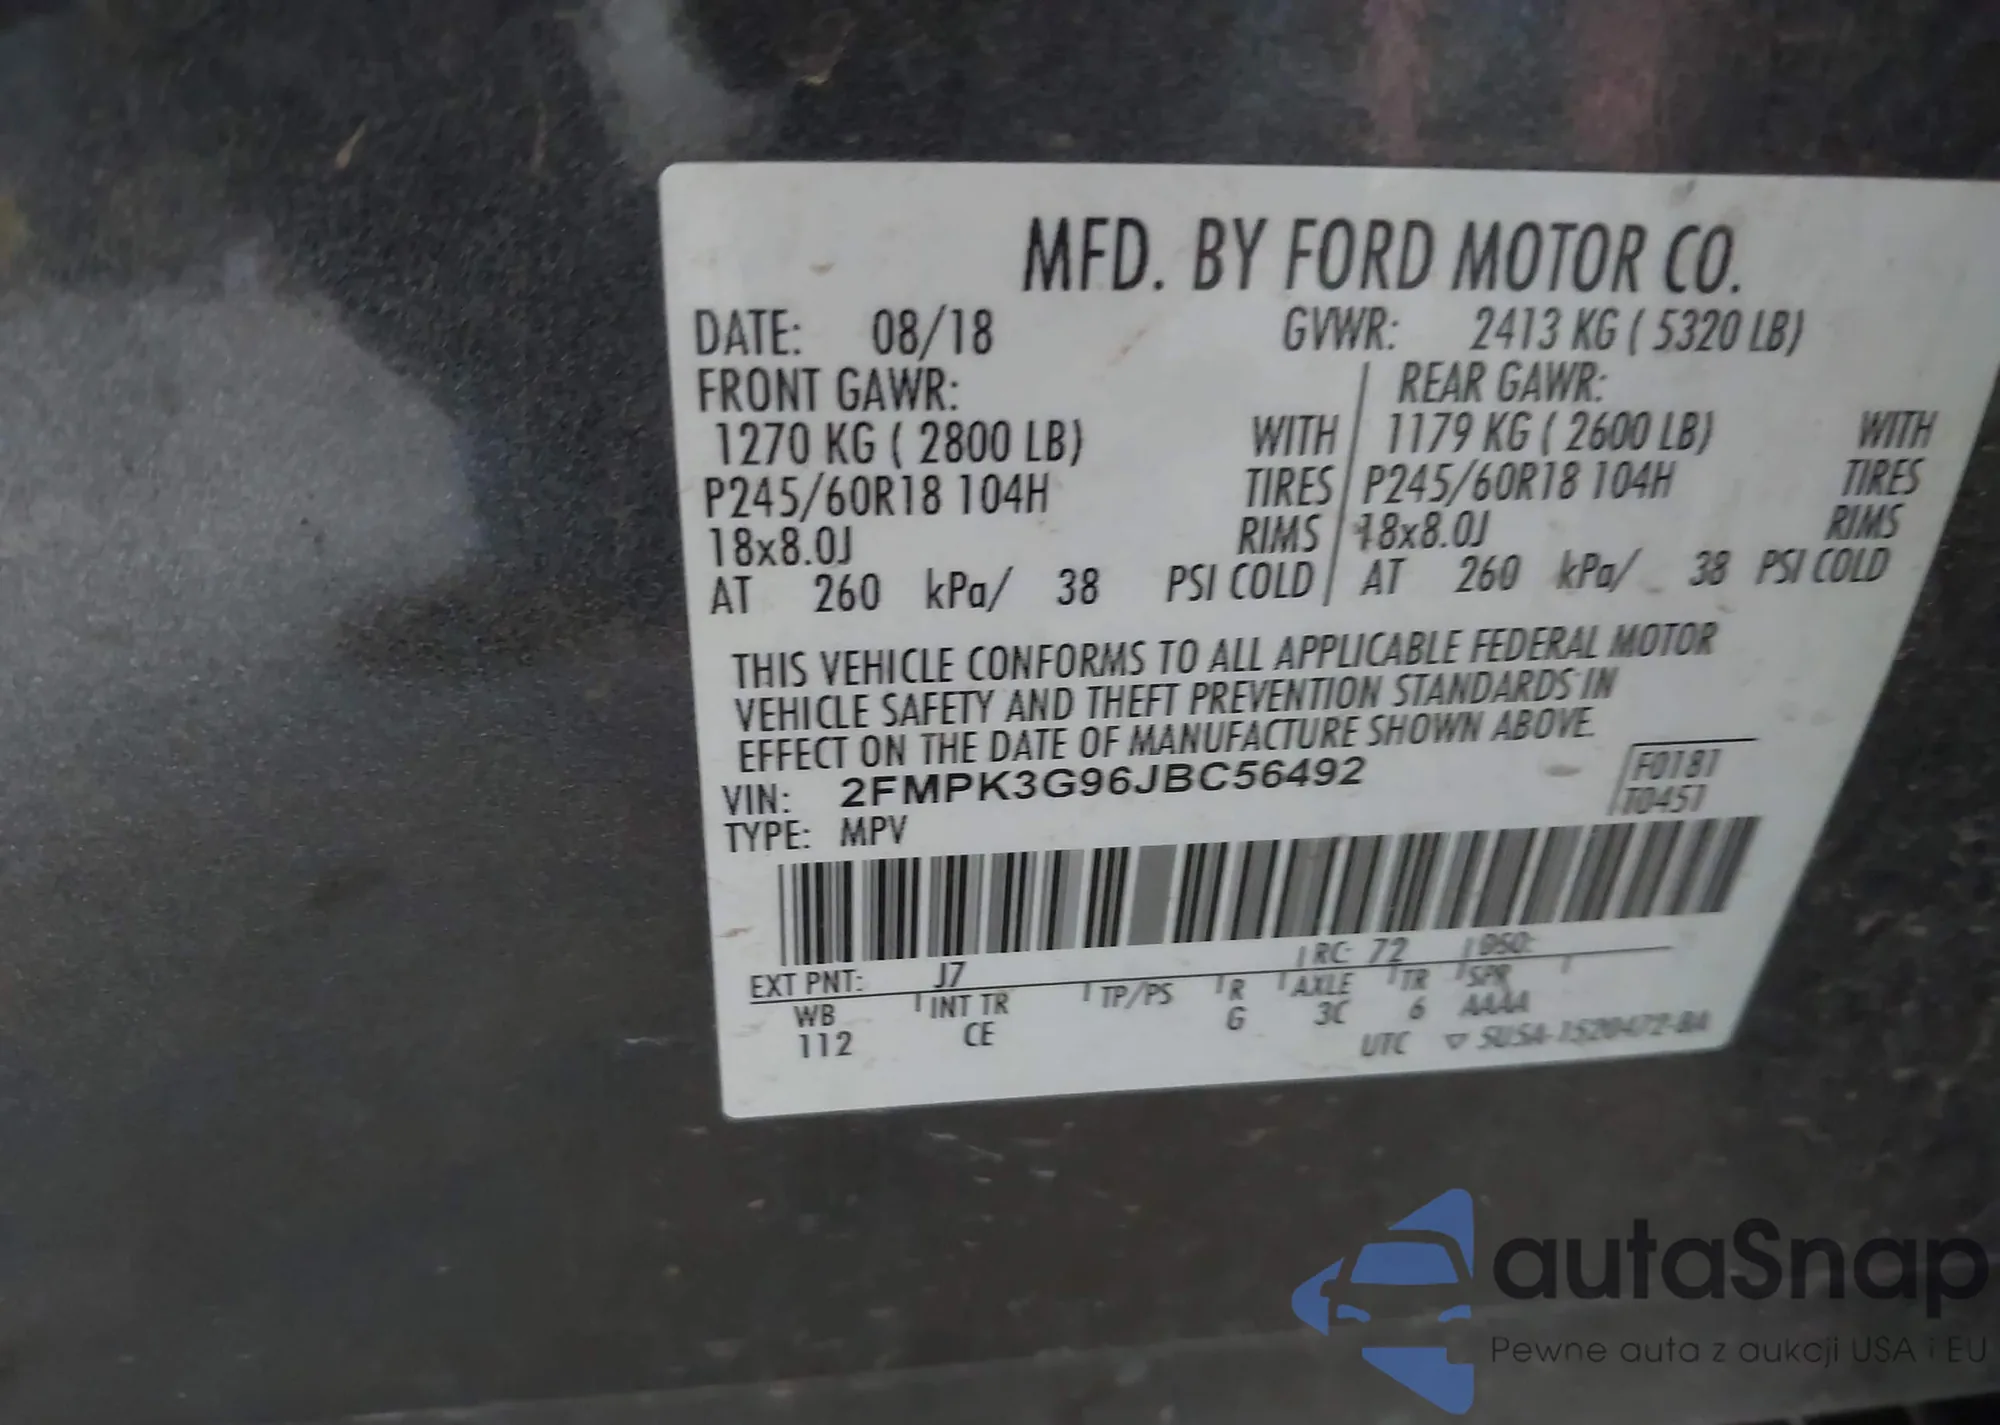 MFD. BY FORD MOTOR CO.
DATE: 08/18 GVWR: 2413 KG ( 5320 LB)
FRONT GAWR: REAR GAWR:
1270 KG ( 2800 LB) WITH 1179 KG ( 2600 LB) WITH
P245/60R18 104H TIRES P245/60R18 104H TIRES
18x8.0J RIMS 18x8.0J RIMS
AT 260 kPa/ 38 PSI COLD AT 260 kPa/ 38 PSI COLD
THIS VEHICLE CONFORMS TO ALL APPLICABLE FEDERAL MOTOR
VEHICLE SAFETY AND THEFT PREVENTION STANDARDS IN
EFFECT ON THE DATE OF MANUFACTURE SHOWN ABOVE.
VIN: 2FMPK3G96JBC56492
F0181
T0451
TYPE: MPV
EXT PNT: J7 RC: 72 DSO:
WB INT TR TP/PS R AXLE TR SPR
112 CE G 3C 6 AAAA
UTC ▽ 5U5A-1520472-BA
autaSnap
Pewne auta z aukcji USA i EU